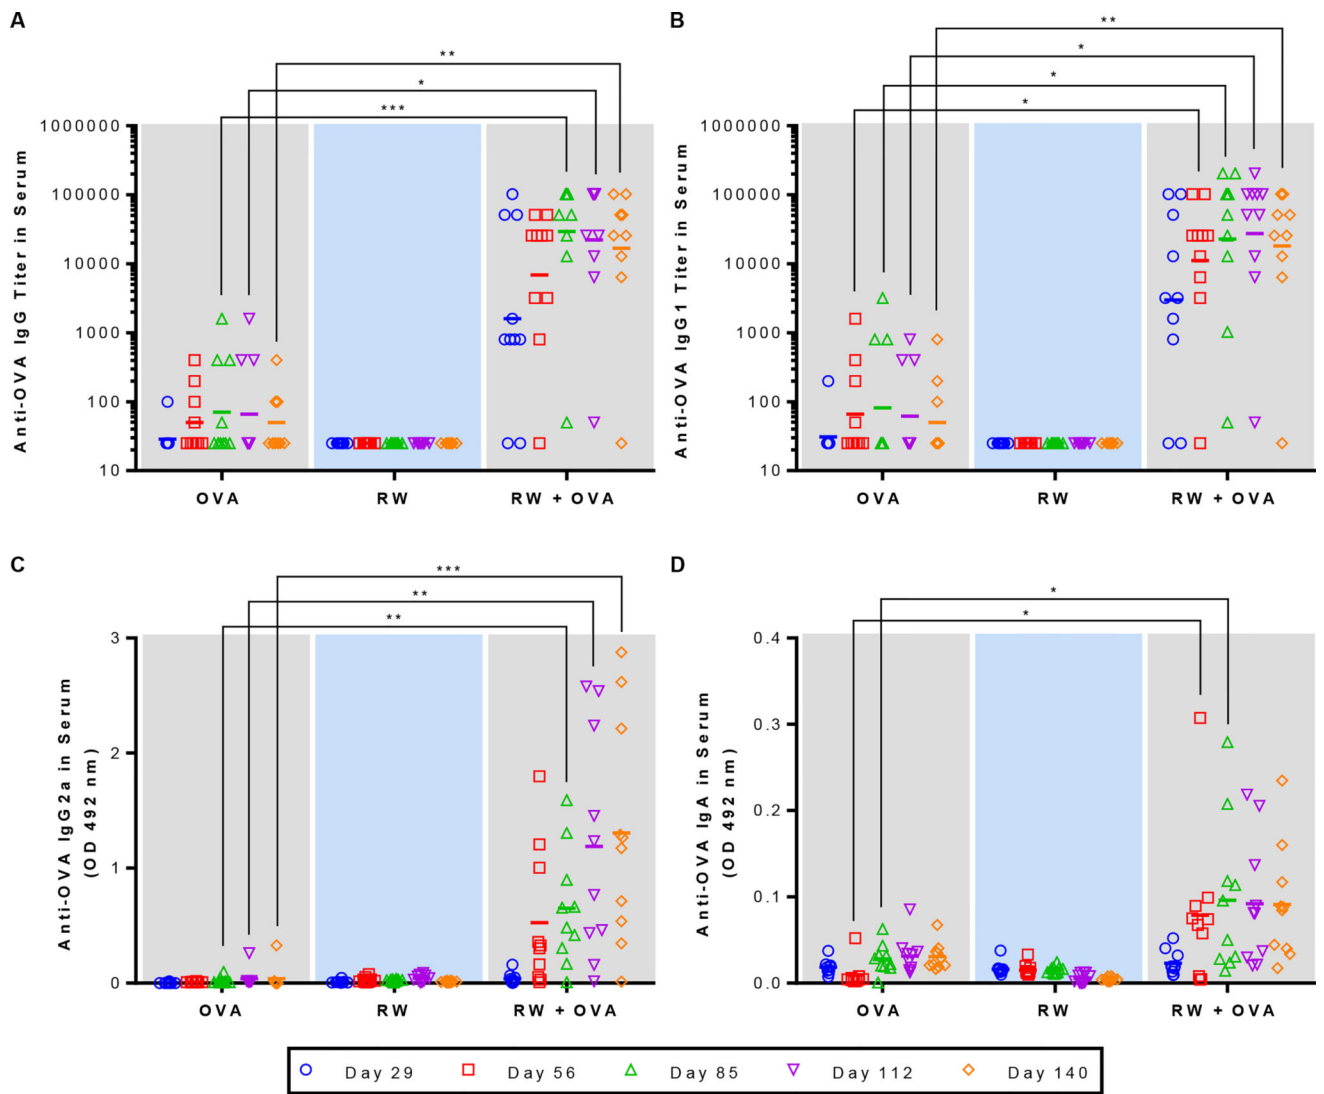 A
Anti-OVA IgG Titer in Serum
1000000
100000
10000
1000
100
10
***
*
**
OVA
RW
RW + OVA
B
Anti-OVA IgG1 Titer in Serum
1000000
100000
10000
1000
100
10
*
*
*
**
OVA
RW
RW + OVA
C
Anti-OVA IgG2a in Serum
(OD 492 nm)
3
2
1
0
**
**
***
OVA
RW
RW + OVA
D
Anti-OVA IgA in Serum
(OD 492 nm)
0.4
0.3
0.2
0.1
0.0
*
*
OVA
RW
RW + OVA
Day 29 Day 56 Day 85 Day 112 Day 140